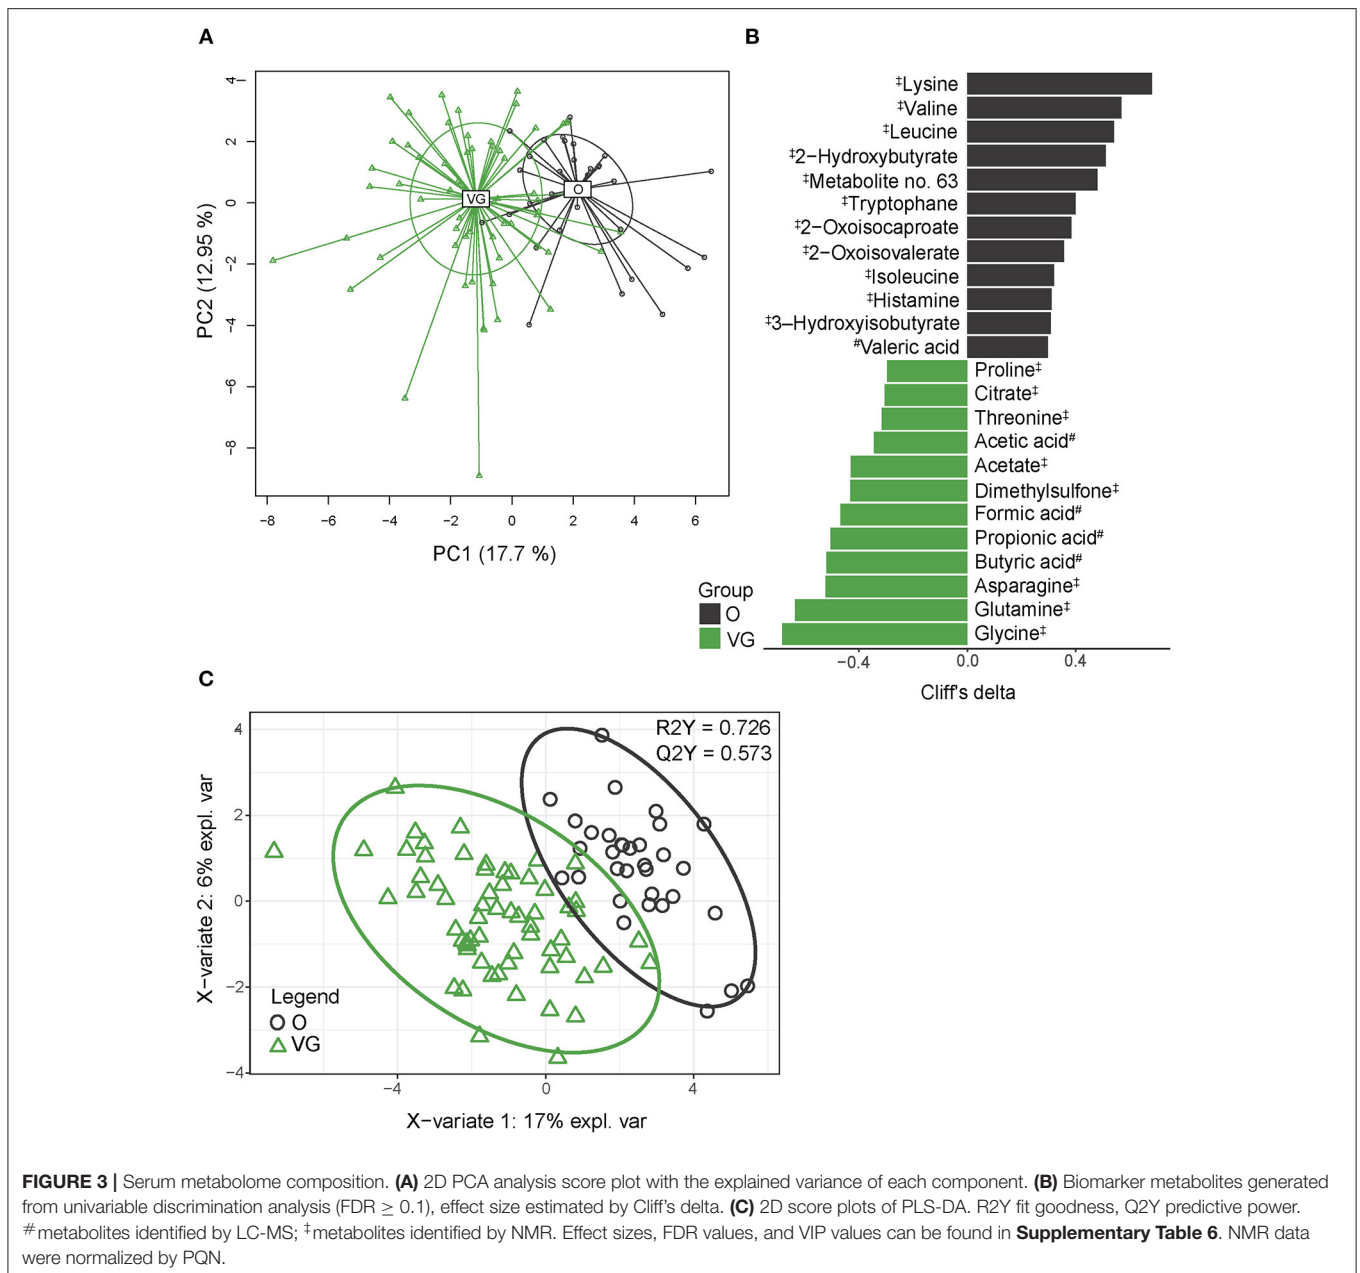 A
4
2
0
−2
−4
−6
−8
PC2 (12.95 %)
−8 −6 −4 −2 0 2 4 6
PC1 (17.7 %)
VG
O
B
‡Lysine
‡Valine
‡Leucine
‡2−Hydroxybutyrate
‡Metabolite no. 63
‡Tryptophane
‡2−Oxoisocaproate
‡2−Oxoisovalerate
‡Isoleucine
‡Histamine
‡3−Hydroxyisobutyrate
#Valeric acid
Proline‡
Citrate‡
Threonine‡
Acetic acid#
Acetate‡
Dimethylsulfone‡
Formic acid#
Propionic acid#
Butyric acid#
Asparagine‡
Glutamine‡
Glycine‡
Group
O
VG
−0.4 0.0 0.4
Cliff's delta
C
R2Y = 0.726
Q2Y = 0.573
4
2
0
−2
−4
X−variate 2: 6% expl. var
Legend
O
VG
−4 0 4
X−variate 1: 17% expl. var
FIGURE 3 | Serum metabolome composition. (A) 2D PCA analysis score plot with the explained variance of each component. (B) Biomarker metabolites generated
from univariable discrimination analysis (FDR ≥ 0.1), effect size estimated by Cliff's delta. (C) 2D score plots of PLS-DA. R2Y fit goodness, Q2Y predictive power.
#metabolites identified by LC-MS; ‡metabolites identified by NMR. Effect sizes, FDR values, and VIP values can be found in Supplementary Table 6. NMR data
were normalized by PQN.